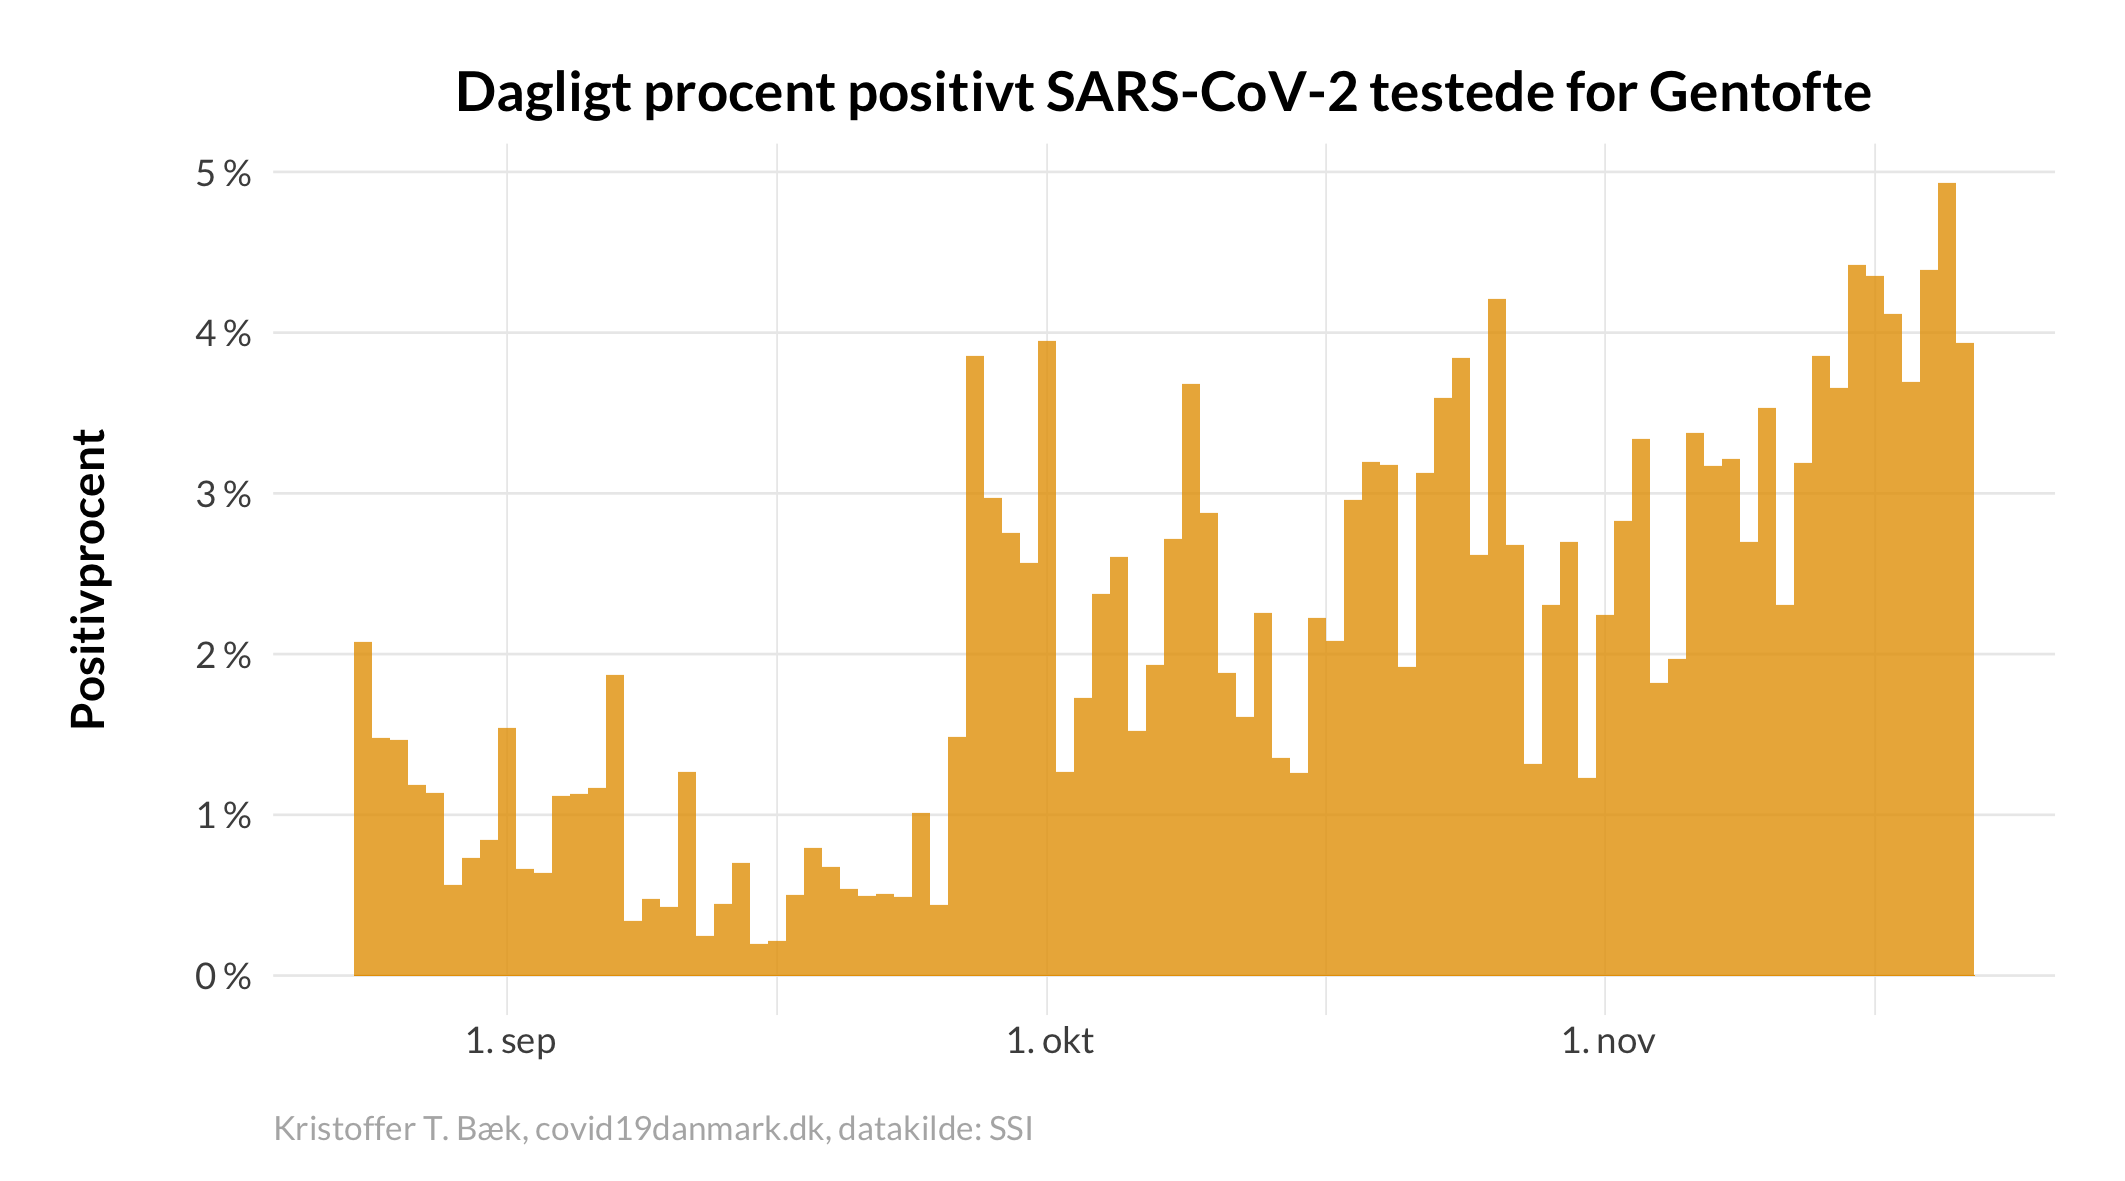 Dagligt procent positivt SARS-CoV-2 testede for Gentofte
Positivprocent
5 %
4 %
3 %
2 %
1 %
0 %
1. sep
1. okt
1. nov
Kristoffer T. Bæk, covid19danmark.dk, datakilde: SSI